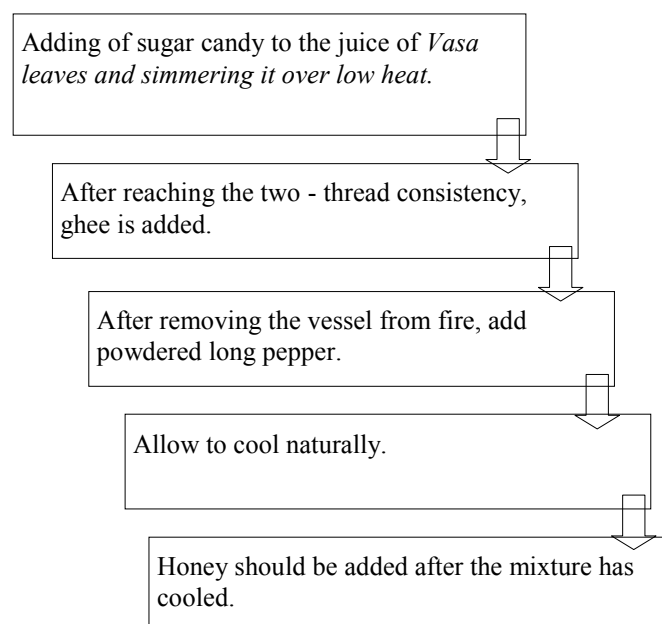 Adding of sugar candy to the juice of Vasa
leaves and simmering it over low heat.
After reaching the two - thread consistency,
ghee is added.
After removing the vessel from fire, add
powdered long pepper.
Allow to cool naturally.
Honey should be added after the mixture has
cooled.